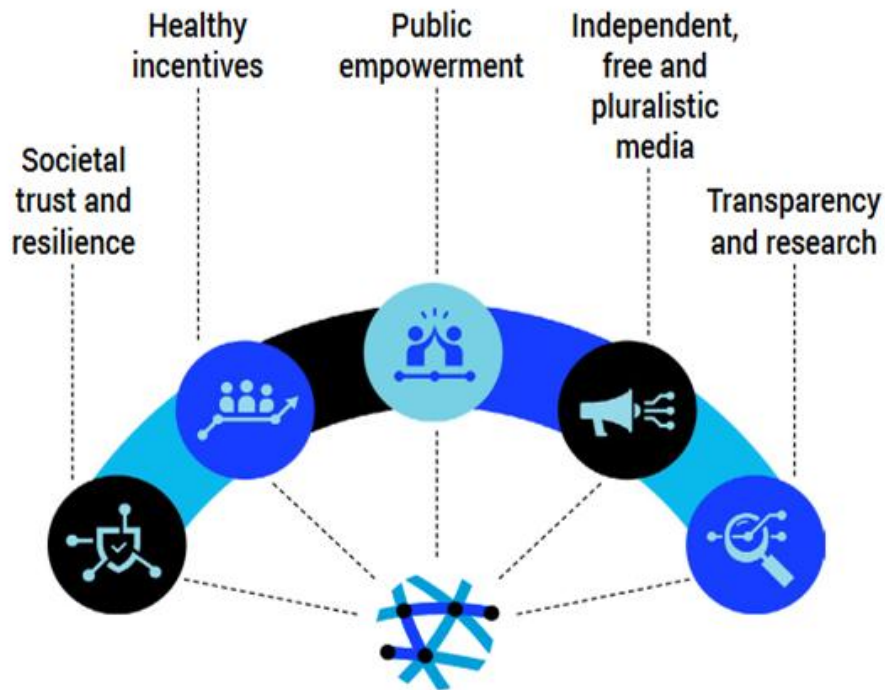 Societal
trust and
resilience
Healthy
incentives
Public
empowerment
Independent,
free and
pluralistic
media
Transparency
and research